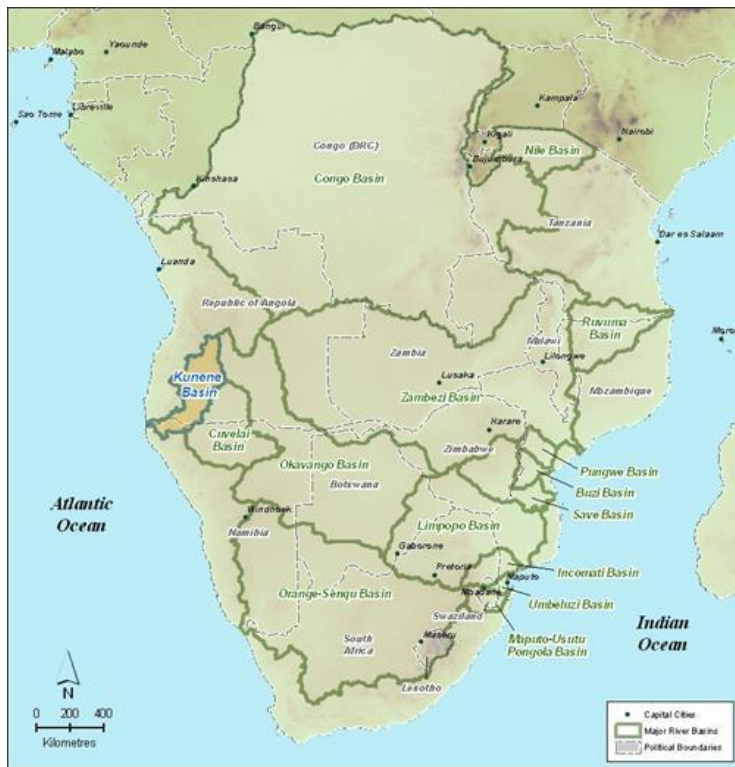 Bangui
Malabo
Yaounde
Sao Tome
Libreville
Kampala
Nairobi
Kigali
Nile Basin
Bujumbura
Congo (DRC)
Congo Basin
Kinshasa
Tanzania
Dar es Salaam
Luanda
Republic of Angola
Ruvuma
Basin
Malawi
Moro
Zambia
Lilongwe
Kunene
Basin
Lusaka
Zambezi Basin
Mozambique
Cuvelai
Basin
Harare
Zimbabwe
Okavango Basin
Pungwe Basin
Botswana
Buzi Basin
Atlantic
Ocean
Save Basin
Windhoek
Limpopo Basin
Namibia
Gaborone
Incomati Basin
Pretoria
Maputo
Orange-Senqu Basin
Mbabane
Umbeluzi Basin
Swaziland
Indian
Ocean
Maputo-Usutu
Pongola Basin
South
Africa
Maseru
Lesotho
N
0 200 400
Kilometres
Capital Cities
Major River Basins
Political Boundaries